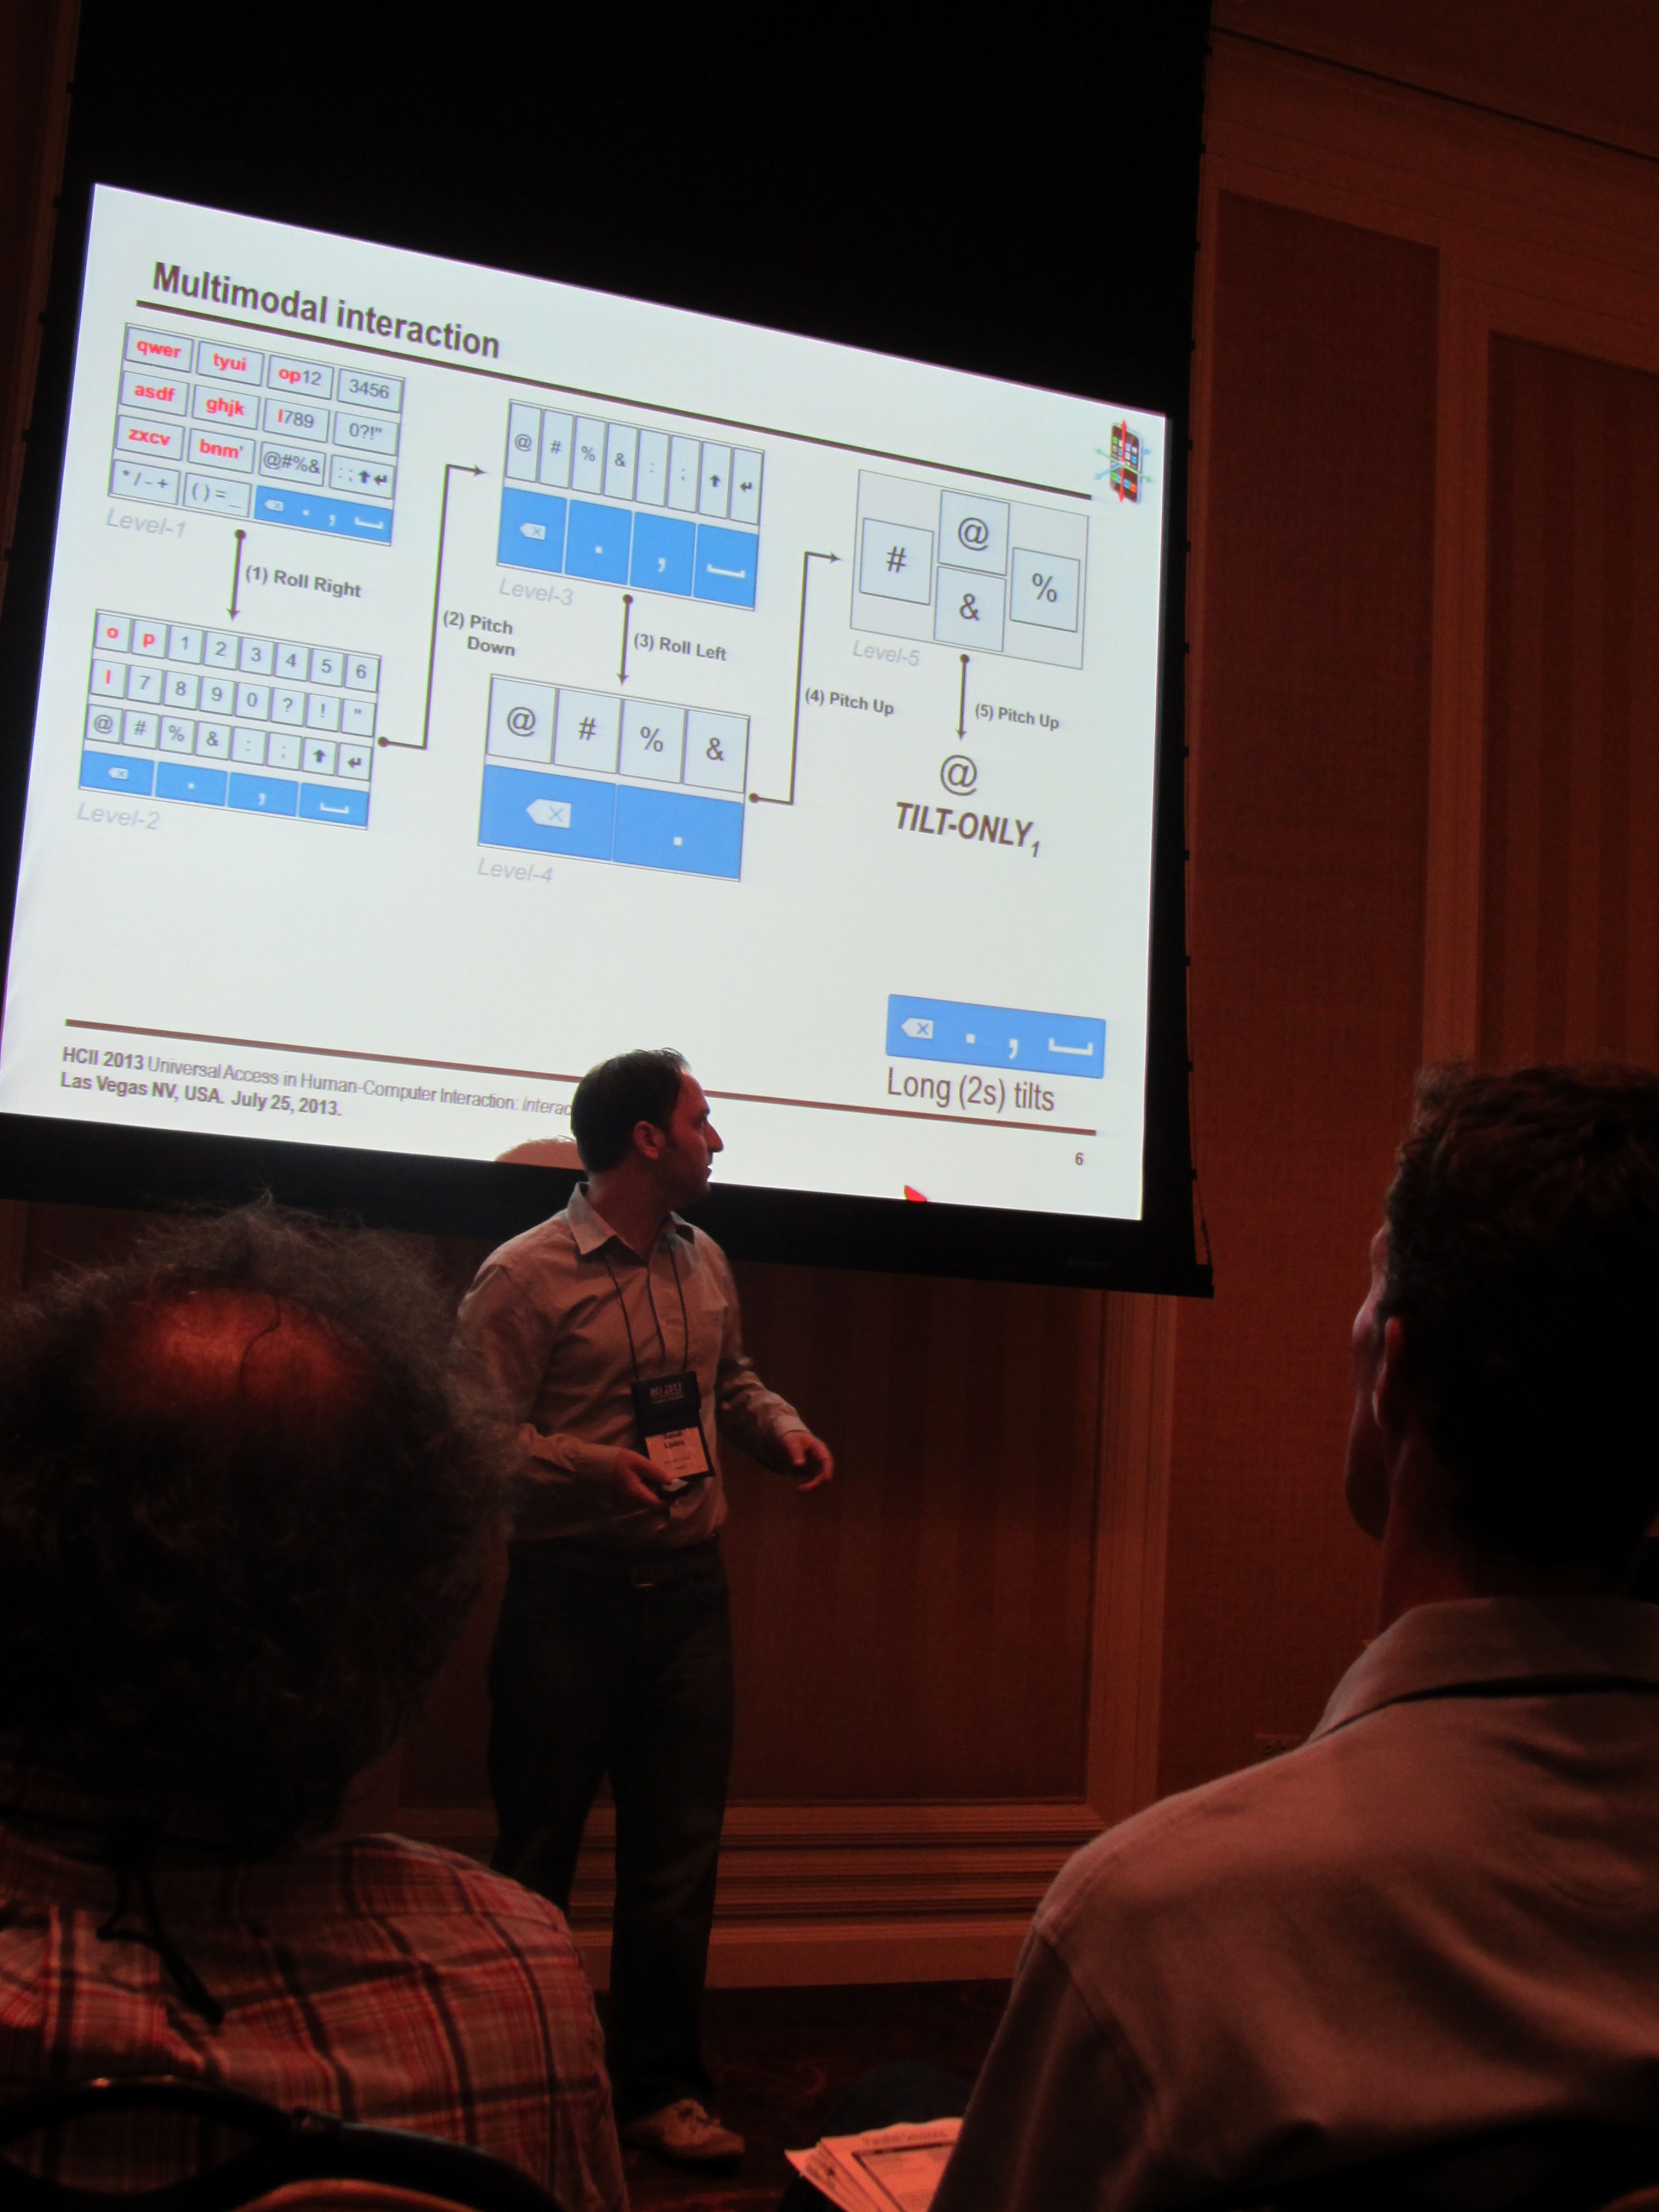 Multimodal interaction
qwer tyui op12 3456
asdf ghjk l789 0?!"
zxcv bnm' @#%& : ; ⬆ ↵
* / - + ( ) = _ ⌫ . , ⎵
Level-1
(1) Roll Right
o p 1 2 3 4 5 6
l 7 8 9 0 ? ! "
@ # % & : ; ⬆ ↵
⌫ . , ⎵
Level-2
(2) Pitch
Down
@ # % & : ; ⬆ ↵
⌫ . , ⎵
Level-3
(3) Roll Left
@ # % &
⌫ .
Level-4
(4) Pitch Up
@
# %
&
Level-5
(5) Pitch Up
@
TILT-ONLY1
⌫ . , ⎵
Long (2s) tilts
HCII 2013 Universal Access in Human-Computer Interaction:
Las Vegas NV, USA. July 25, 2013.
6
HCI 2013